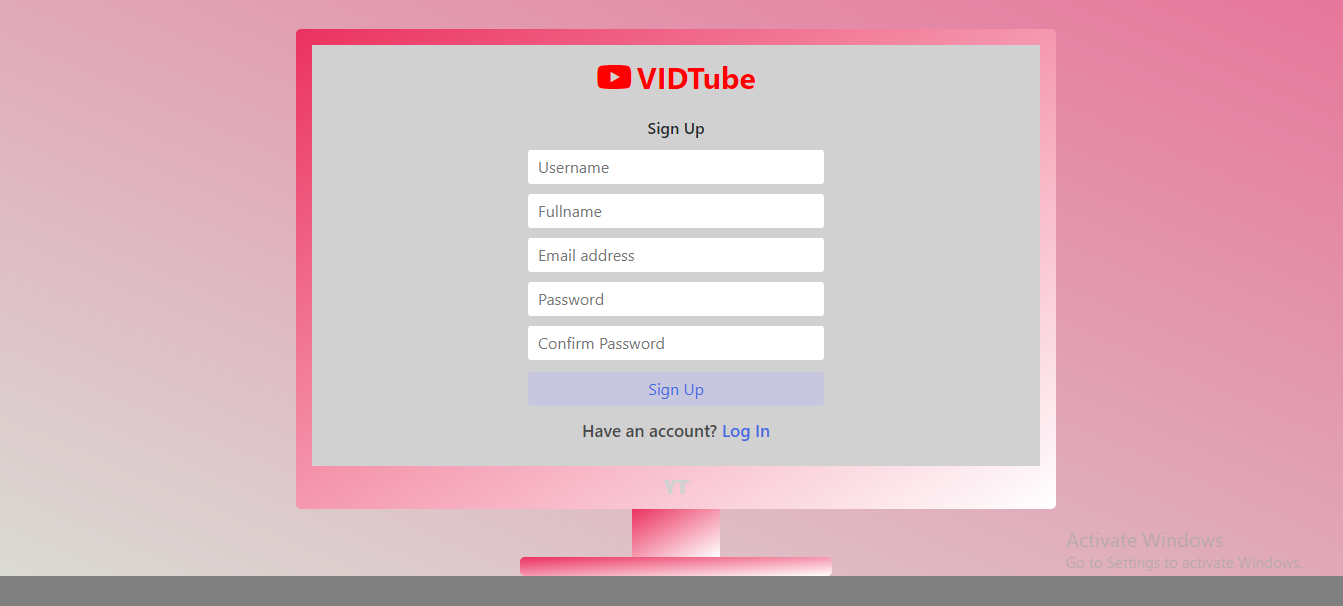 VIDTube
Sign Up
Username
Fullname
Email address
Password
Confirm Password
Sign Up
Have an account? Log In
YT
Activate Windows
Go to Settings to activate Windows.